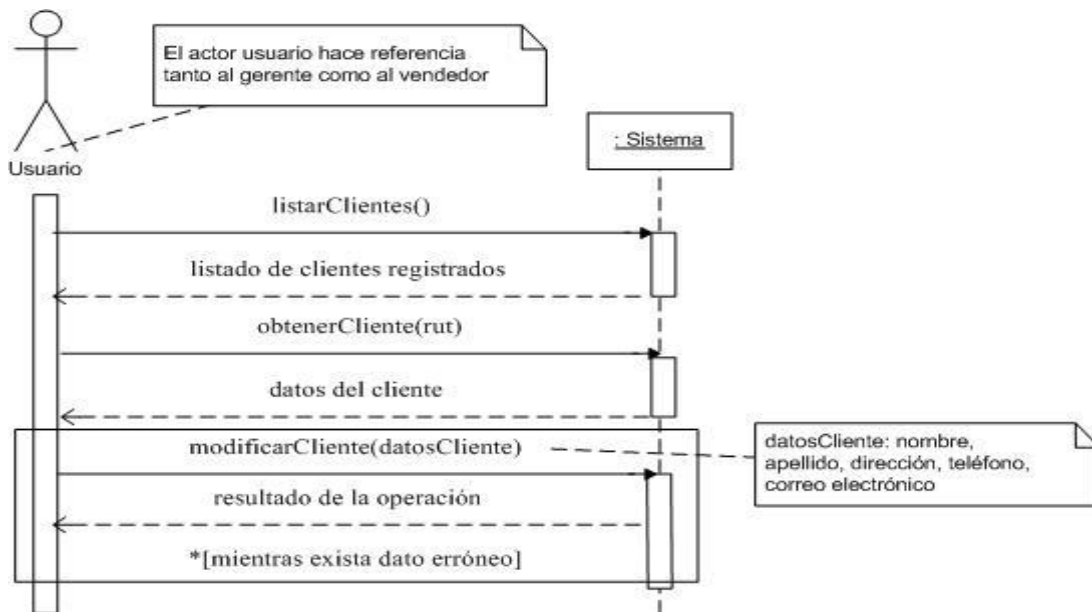 El actor usuario hace referencia
tanto al gerente como al vendedor
: Sistema
Usuario
listarClientes()
listado de clientes registrados
obtenerCliente(rut)
datos del cliente
modificarCliente(datosCliente)
datosCliente: nombre,
apellido, dirección, teléfono,
correo electrónico
resultado de la operación
*[mientras exista dato erróneo]